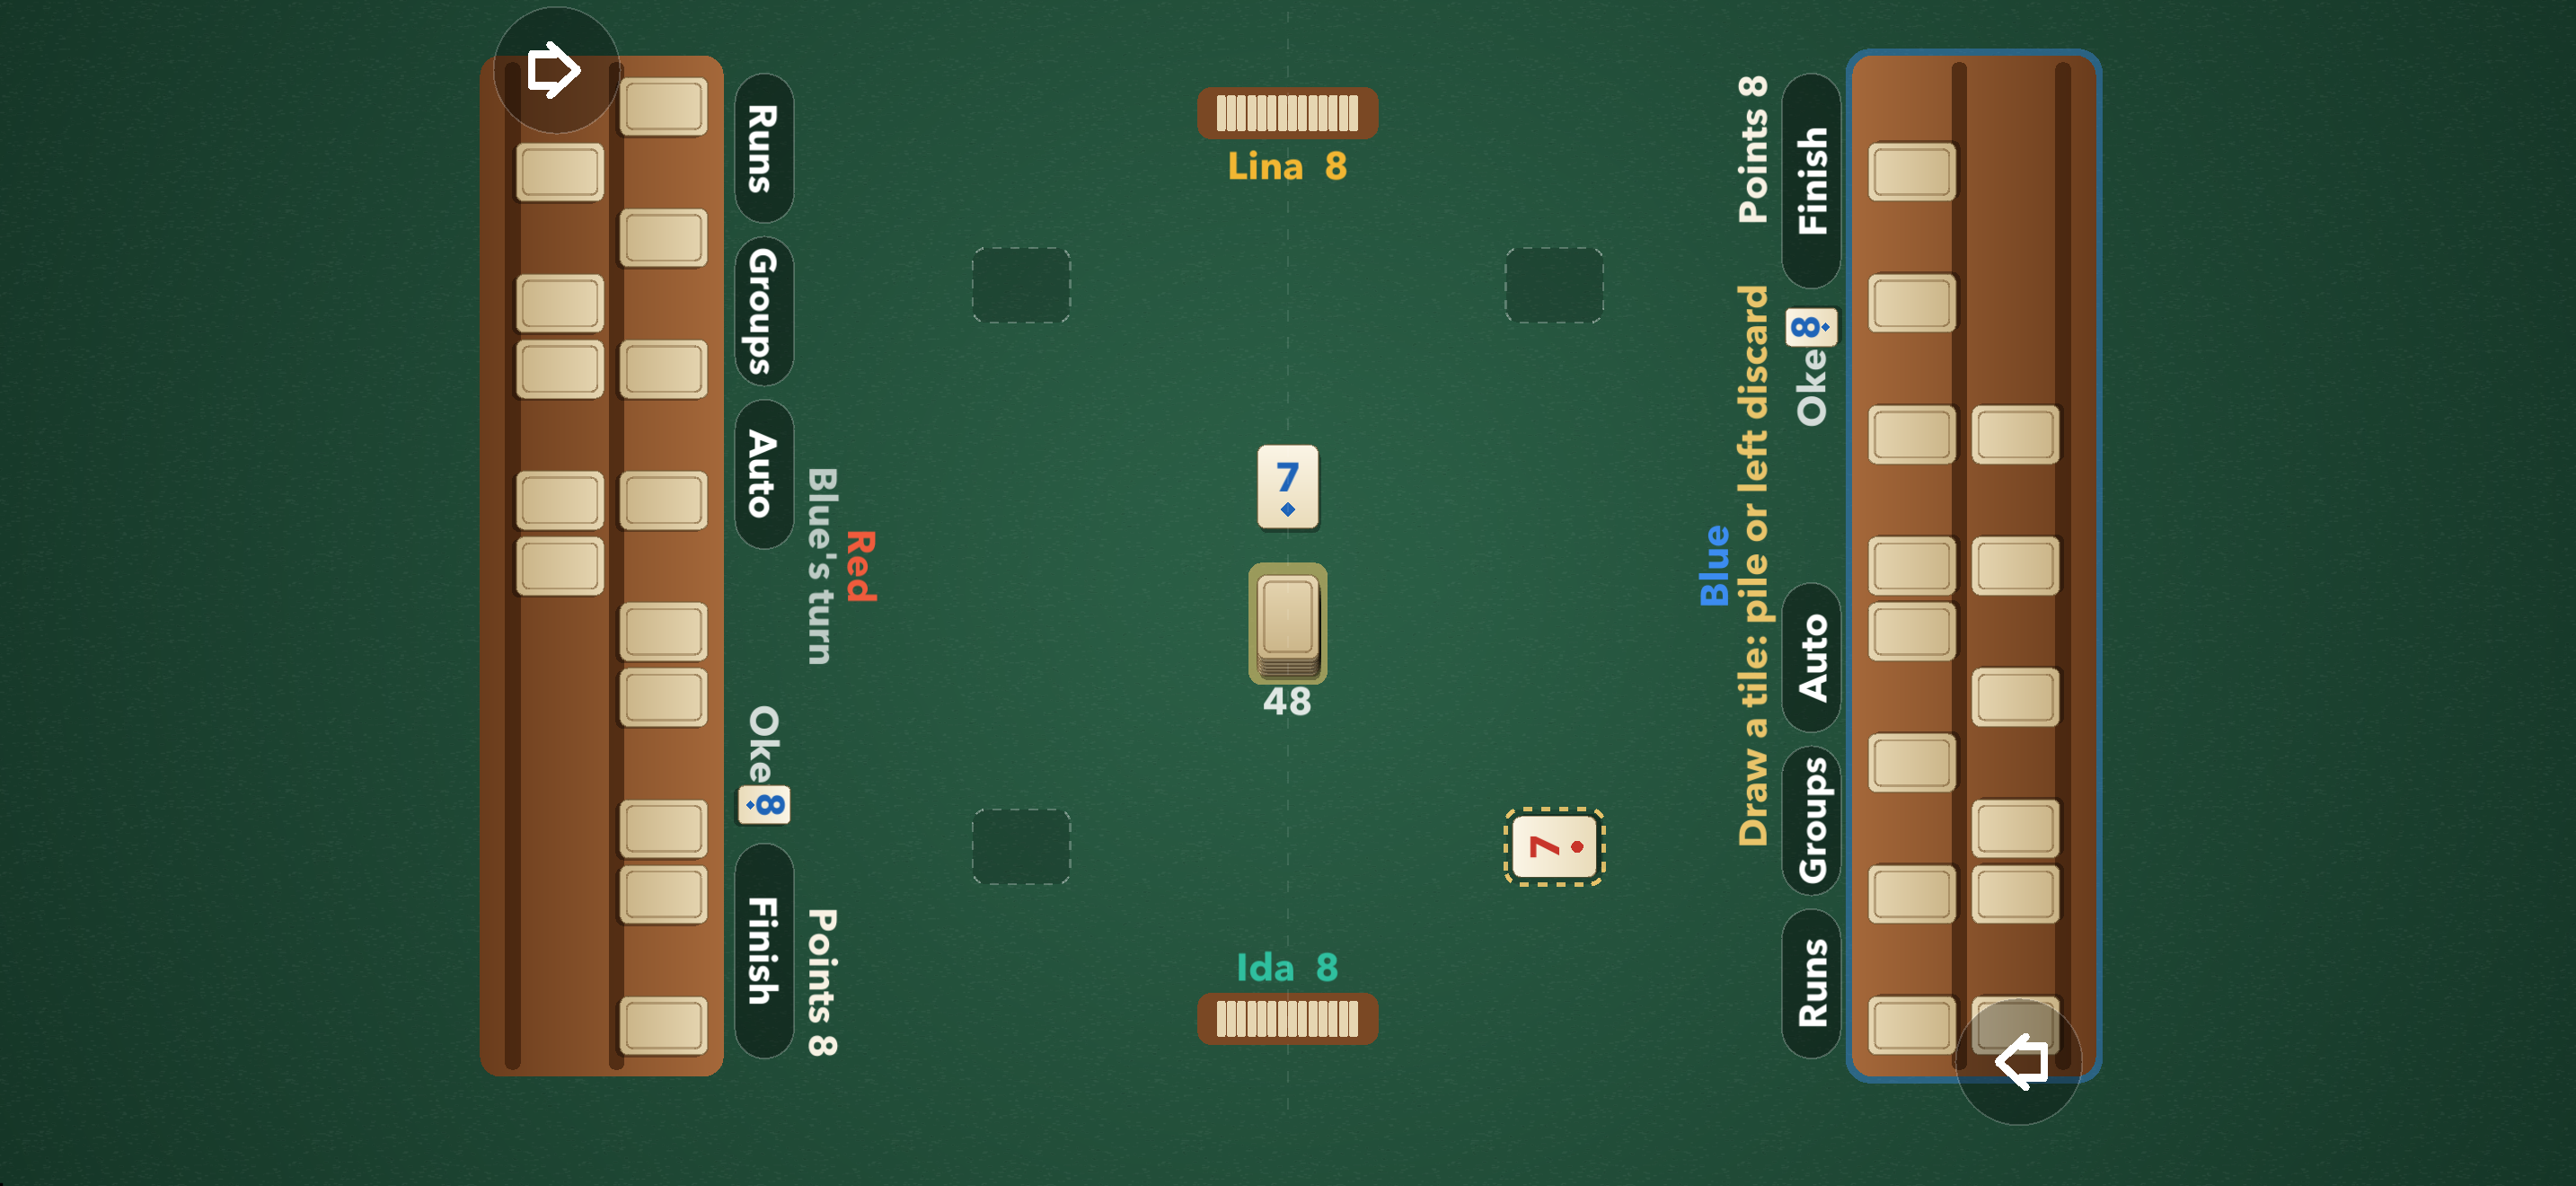 Runs
Groups
Auto
Oke
8
Finish
Blue's turn
Points 8
Red
Lina 8
7
48
Ida 8
7
Blue
Draw a tile: pile or left discard
Points 8
Runs
Groups
Auto
Oke
8
Finish